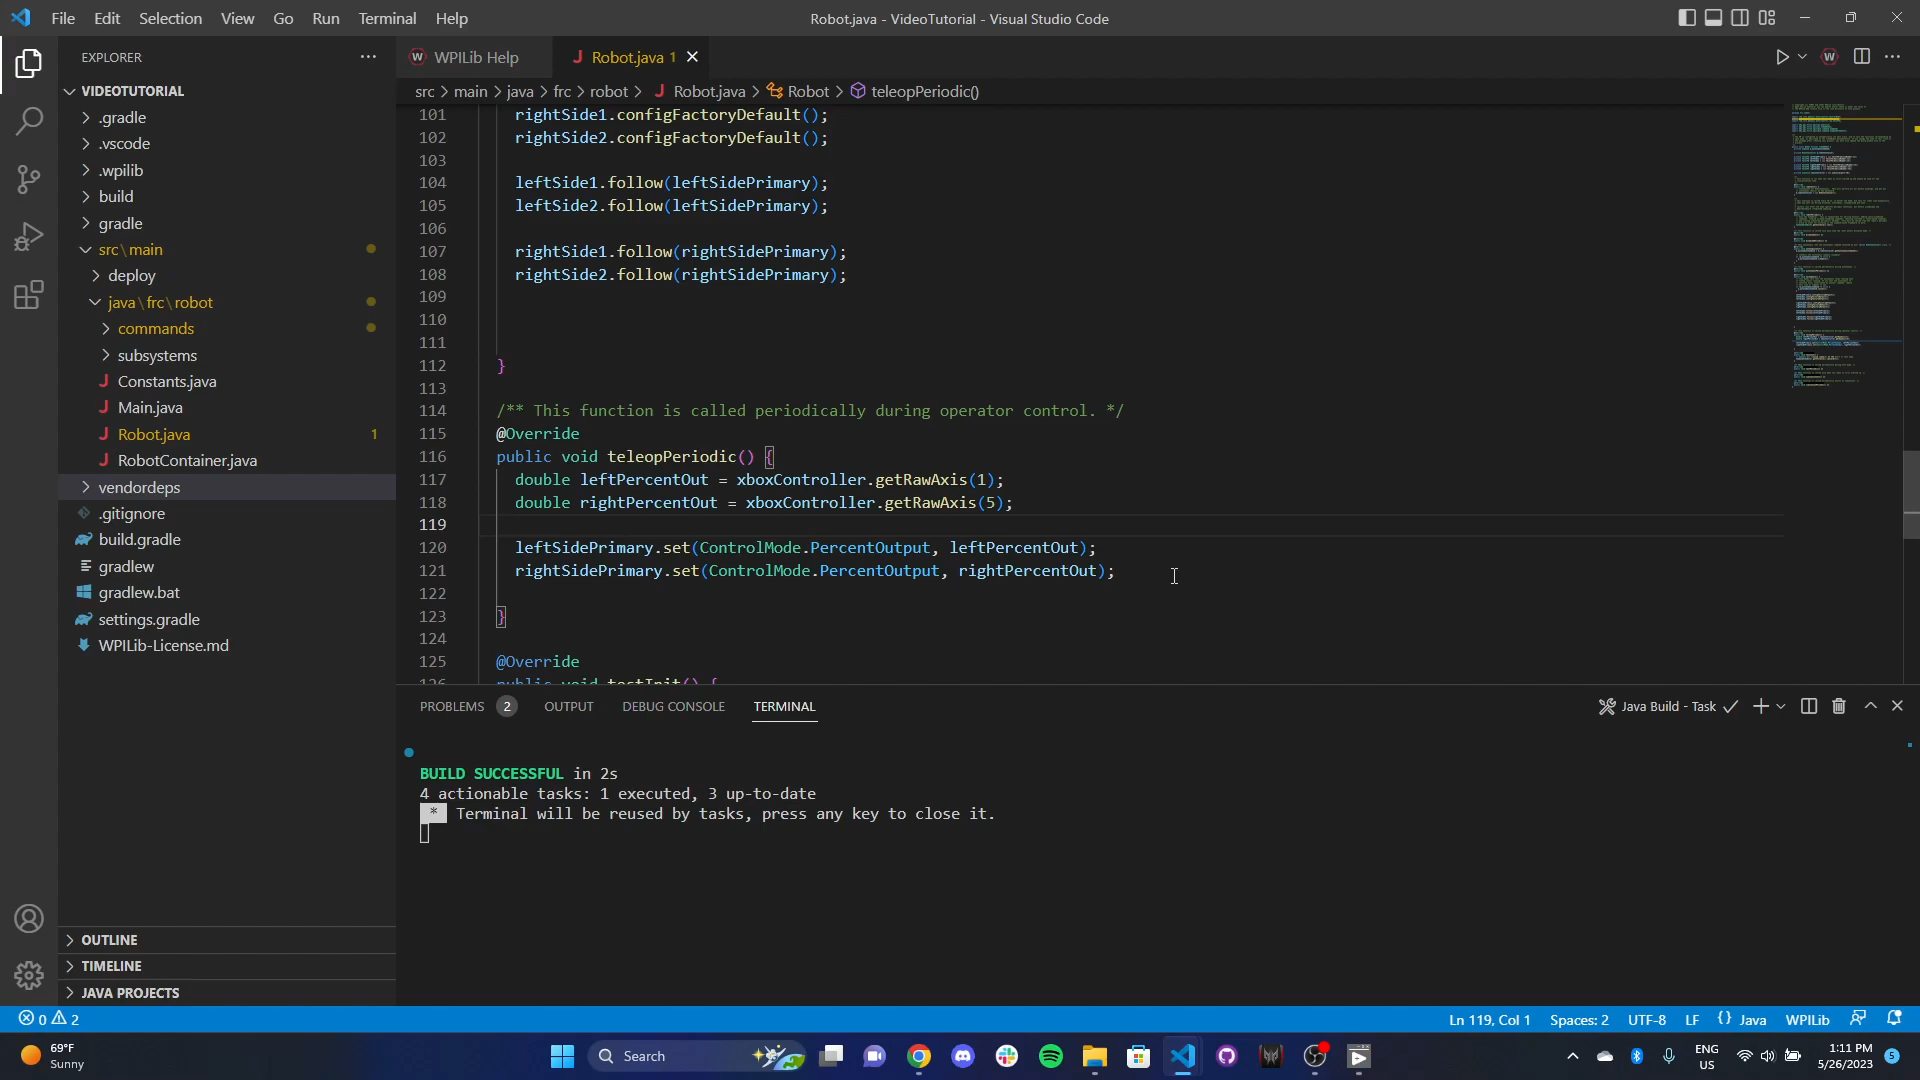 File Edit Selection View Go Run Terminal Help
Robot.java - VideoTutorial - Visual Studio Code
EXPLORER
VIDEOTUTORIAL
.gradle
.vscode
.wpilib
build
gradle
src\main
deploy
java\frc\robot
commands
subsystems
Constants.java
Main.java
Robot.java 1
RobotContainer.java
vendordeps
.gitignore
build.gradle
gradlew
gradlew.bat
settings.gradle
WPILib-License.md
OUTLINE
TIMELINE
JAVA PROJECTS
WPILib Help
Robot.java 1
src > main > java > frc > robot > Robot.java > Robot > teleopPeriodic()
101 rightSide1.configFactoryDefault();
102 rightSide2.configFactoryDefault();
103
104 leftSide1.follow(leftSidePrimary);
105 leftSide2.follow(leftSidePrimary);
106
107 rightSide1.follow(rightSidePrimary);
108 rightSide2.follow(rightSidePrimary);
109
110
111
112 }
113
114 /** This function is called periodically during operator control. */
115 @Override
116 public void teleopPeriodic() {
117 double leftPercentOut = xboxController.getRawAxis(1);
118 double rightPercentOut = xboxController.getRawAxis(5);
119
120 leftSidePrimary.set(ControlMode.PercentOutput, leftPercentOut);
121 rightSidePrimary.set(ControlMode.PercentOutput, rightPercentOut);
122
123 }
124
125 @Override
126 public void testInit() {
PROBLEMS 2 OUTPUT DEBUG CONSOLE TERMINAL
Java Build - Task
BUILD SUCCESSFUL in 2s
4 actionable tasks: 1 executed, 3 up-to-date
* Terminal will be reused by tasks, press any key to close it.
0 2
Ln 119, Col 1 Spaces: 2 UTF-8 LF {} Java WPILib
69°F
Sunny
Search
ENG
US
1:11 PM
5/26/2023
5